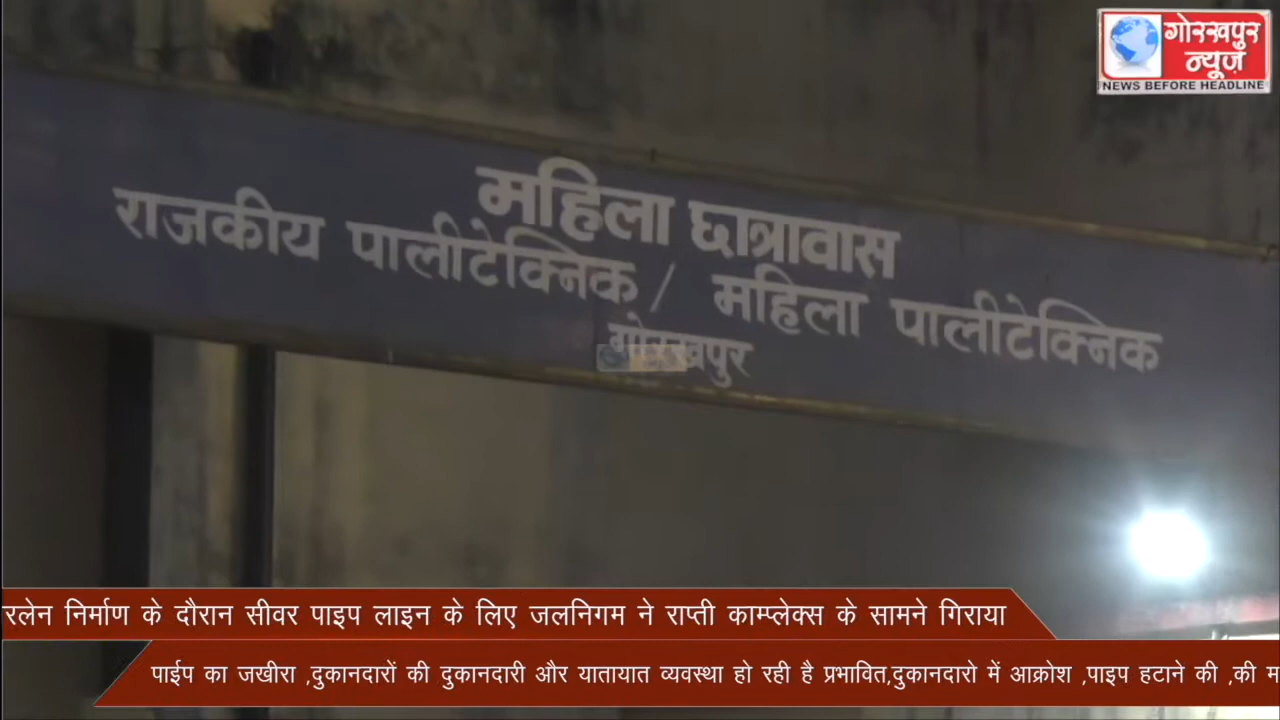 गोरखपुर
न्यूज़
NEWS BEFORE HEADLINE
महिला छात्रावास
राजकीय पालीटेक्निक / महिला पालीटेक्निक
गोरखपुर
रलेन निर्माण के दौरान सीवर पाइप लाइन के लिए जलनिगम ने राप्ती काम्प्लेक्स के सामने गिराया
पाईप का जखीरा ,दुकानदारों की दुकानदारी और यातायात व्यवस्था हो रही है प्रभावित,दुकानदारो में आक्रोश ,पाइप हटाने की ,की म